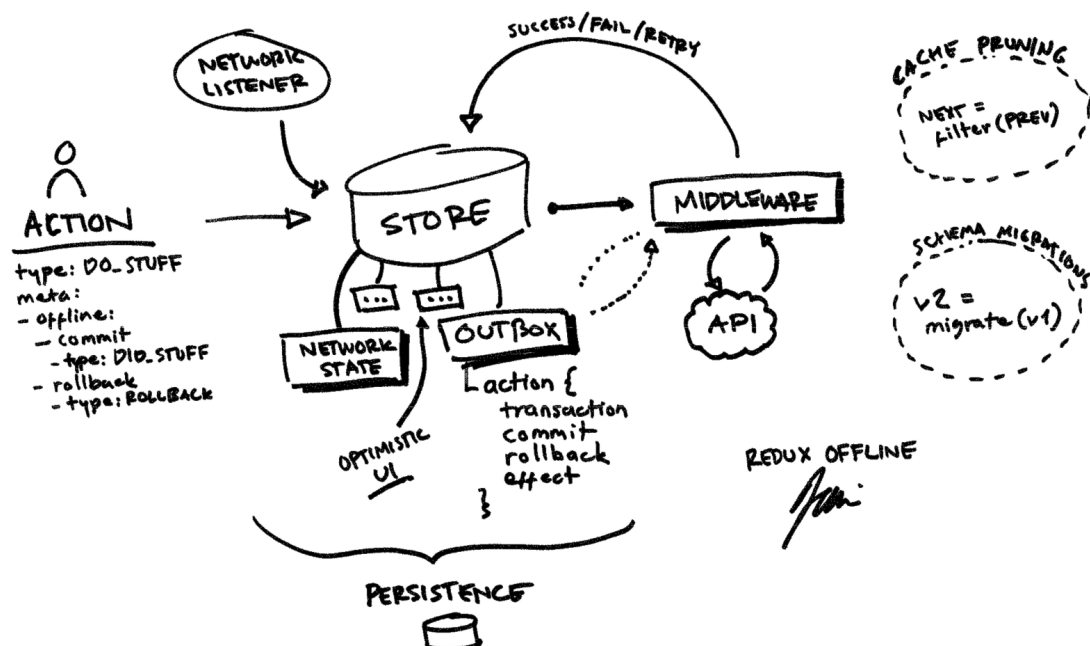 SUCCESS/FAIL/RETRY
NETWORK
LISTENER
CACHE PRUNING
NEXT =
filter(PREV)
ACTION
type: DO_STUFF
meta:
- offline:
- commit
- type: DID_STUFF
- rollback
- type: ROLLBACK
STORE
...
...
NETWORK
STATE
OUTBOX
action {
transaction
commit
rollback
effect
}
OPTIMISTIC
UI
MIDDLEWARE
API
SCHEMA MIGRATIONS
v2 =
migrate(v1)
REDUX OFFLINE
PERSISTENCE